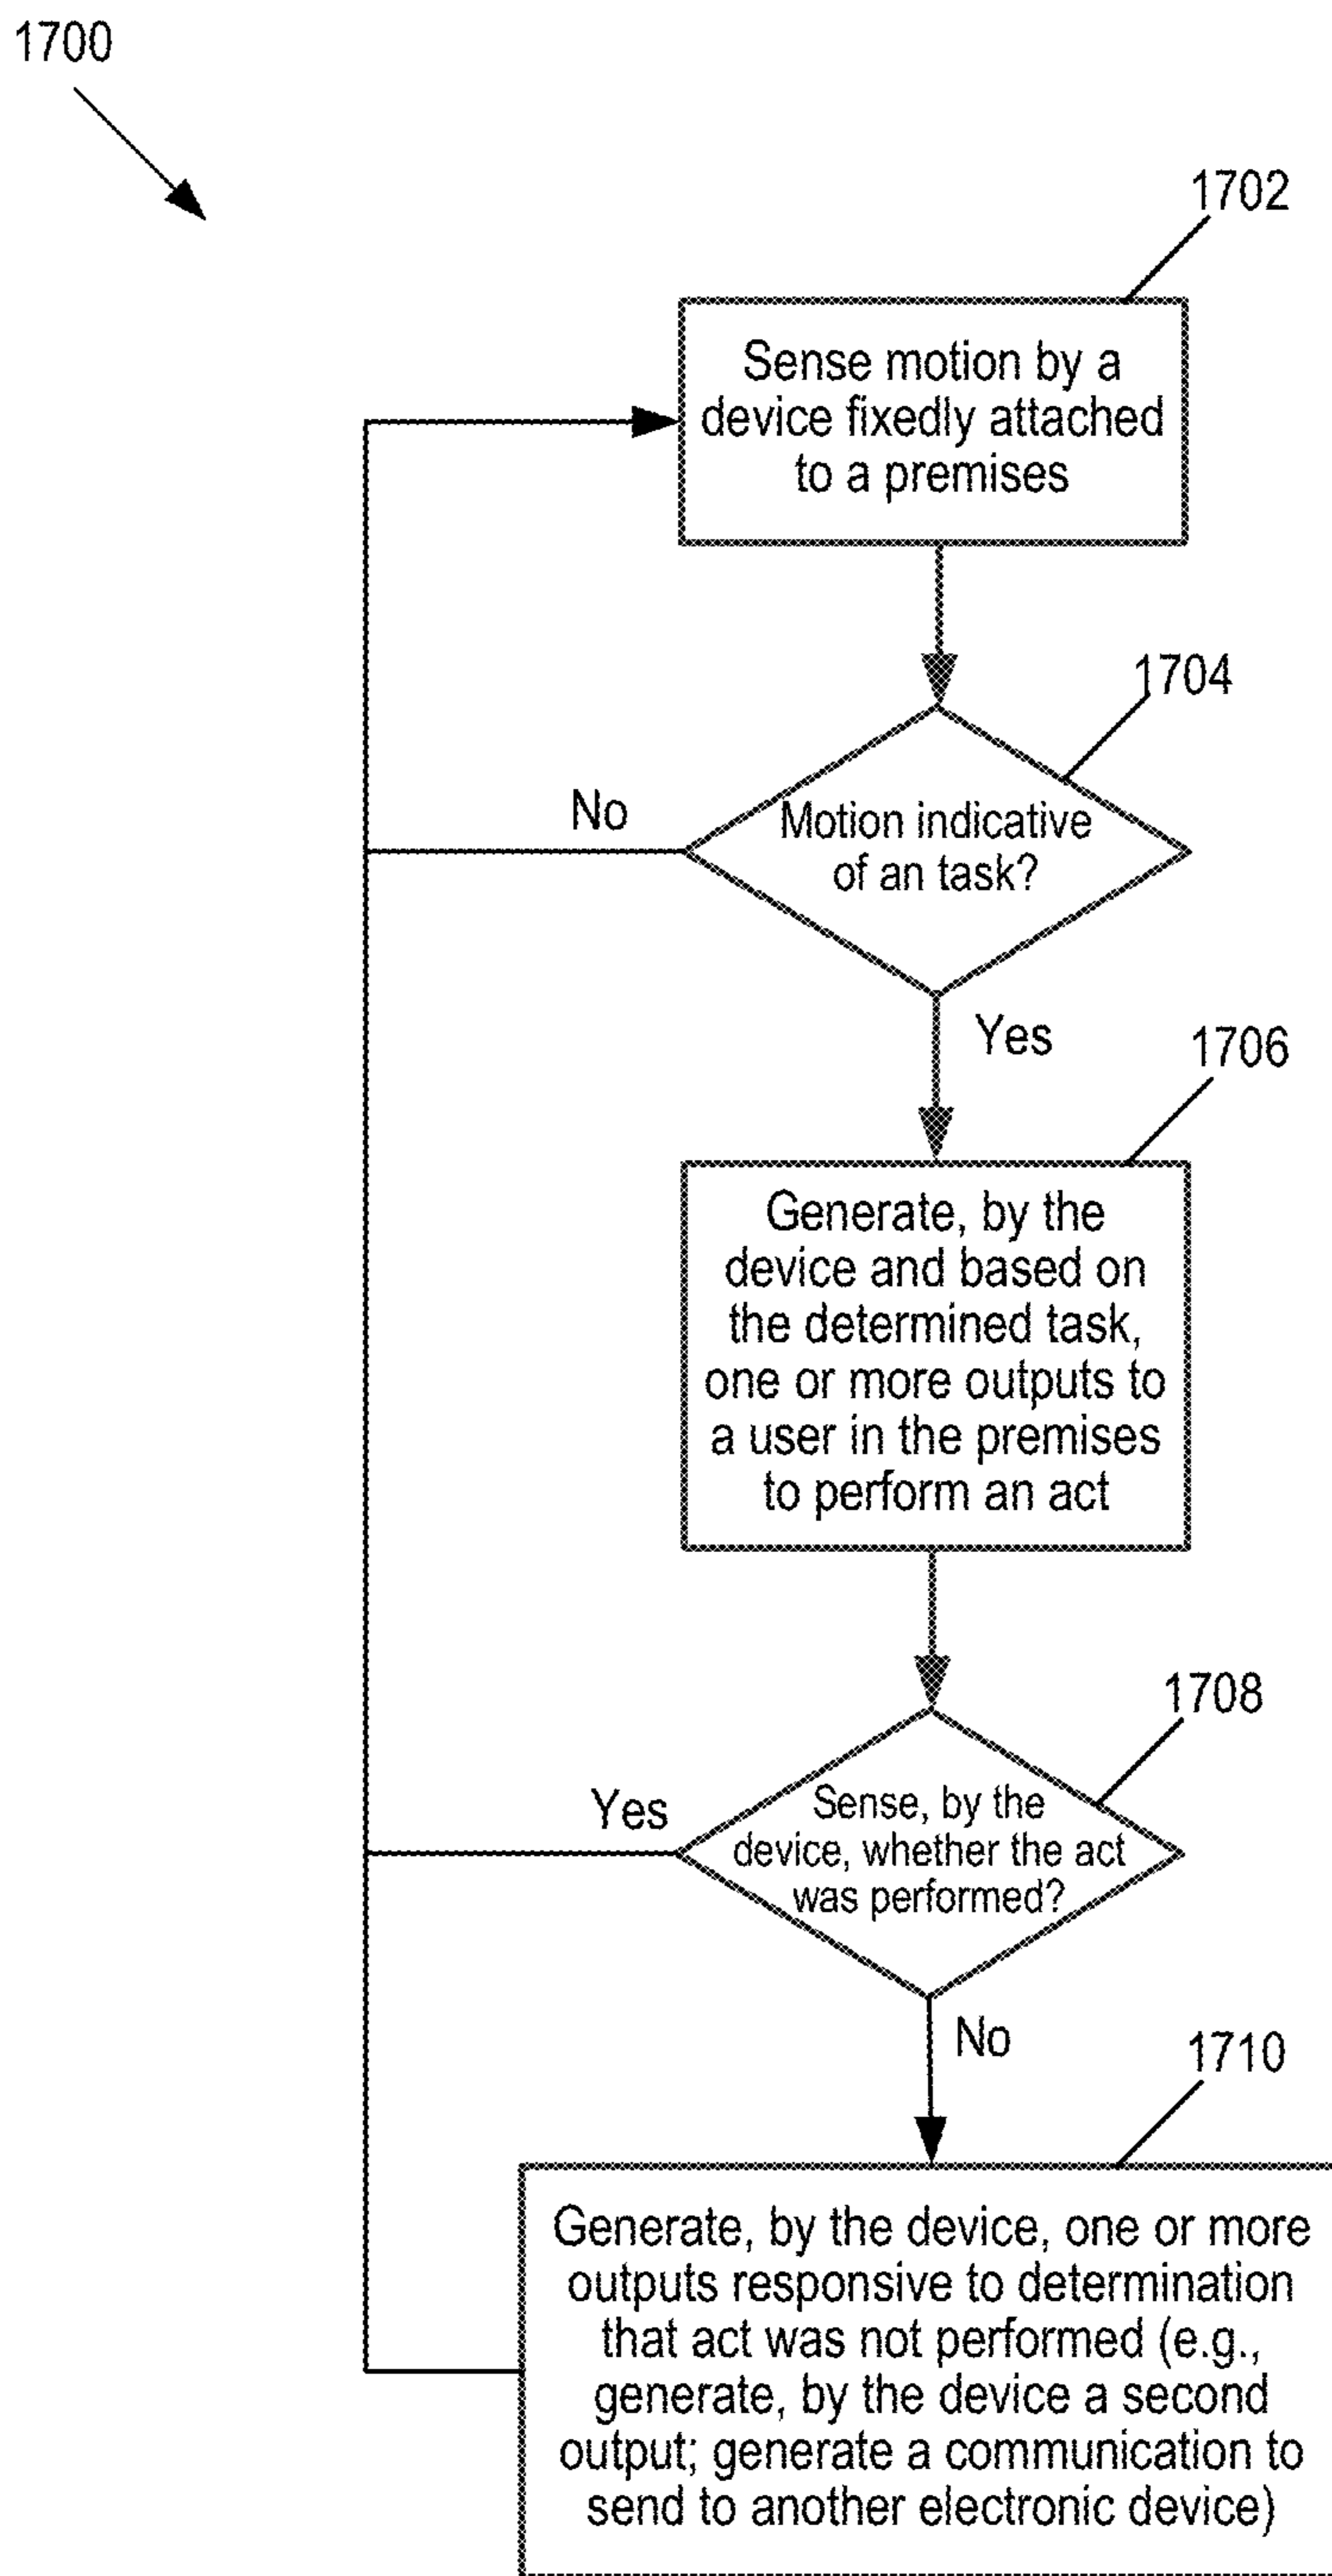 1700
1702
Sense motion by a
device fixedly attached
to a premises
1704
No
Motion indicative
of an task?
Yes
1706
Generate, by the
device and based on
the determined task,
one or more outputs to
a user in the premises
to perform an act
1708
Yes
Sense, by the
device, whether the act
was performed?
No
1710
Generate, by the device, one or more
outputs responsive to determination
that act was not performed (e.g.,
generate, by the device a second
output; generate a communication to
send to another electronic device)